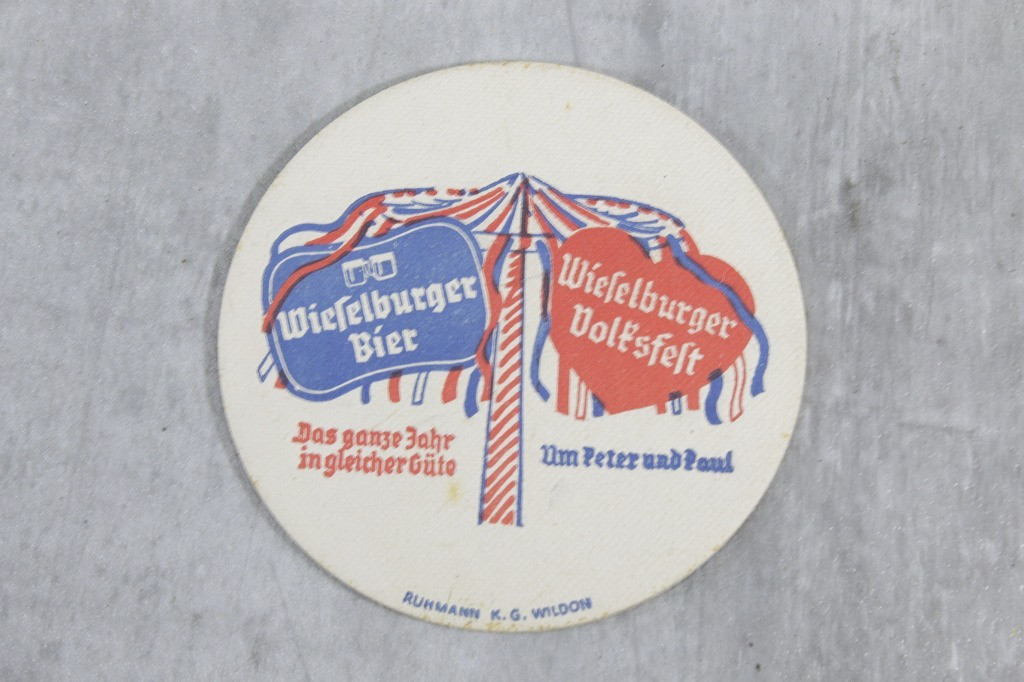 Wieſelburger
Bier
Wieſelburger
Volksfeſt
Das ganze Jahr
in gleicher Güte
Um Peter und Paul
RUHMANN K. G. WILDON